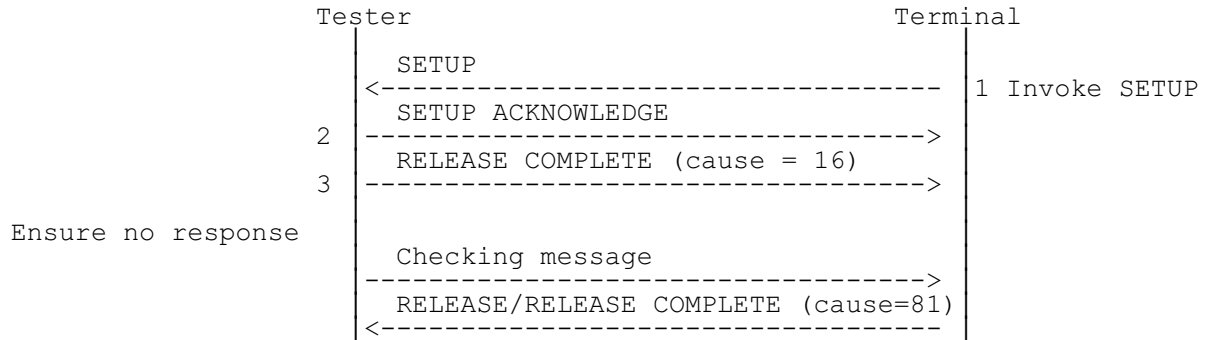 Tester Terminal
SETUP
1 Invoke SETUP
SETUP ACKNOWLEDGE
2
RELEASE COMPLETE (cause = 16)
3
Ensure no response
Checking message
RELEASE/RELEASE COMPLETE (cause=81)